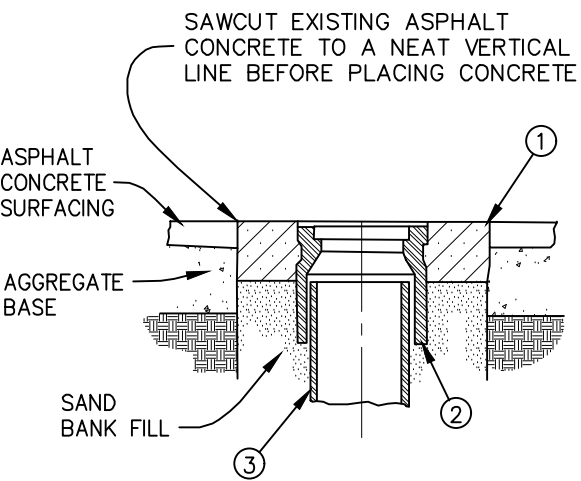 SAWCUT EXISTING ASPHALT
CONCRETE TO A NEAT VERTICAL
LINE BEFORE PLACING CONCRETE
1
ASPHALT
CONCRETE
SURFACING
AGGREGATE
BASE
SAND
BANK FILL
2
3